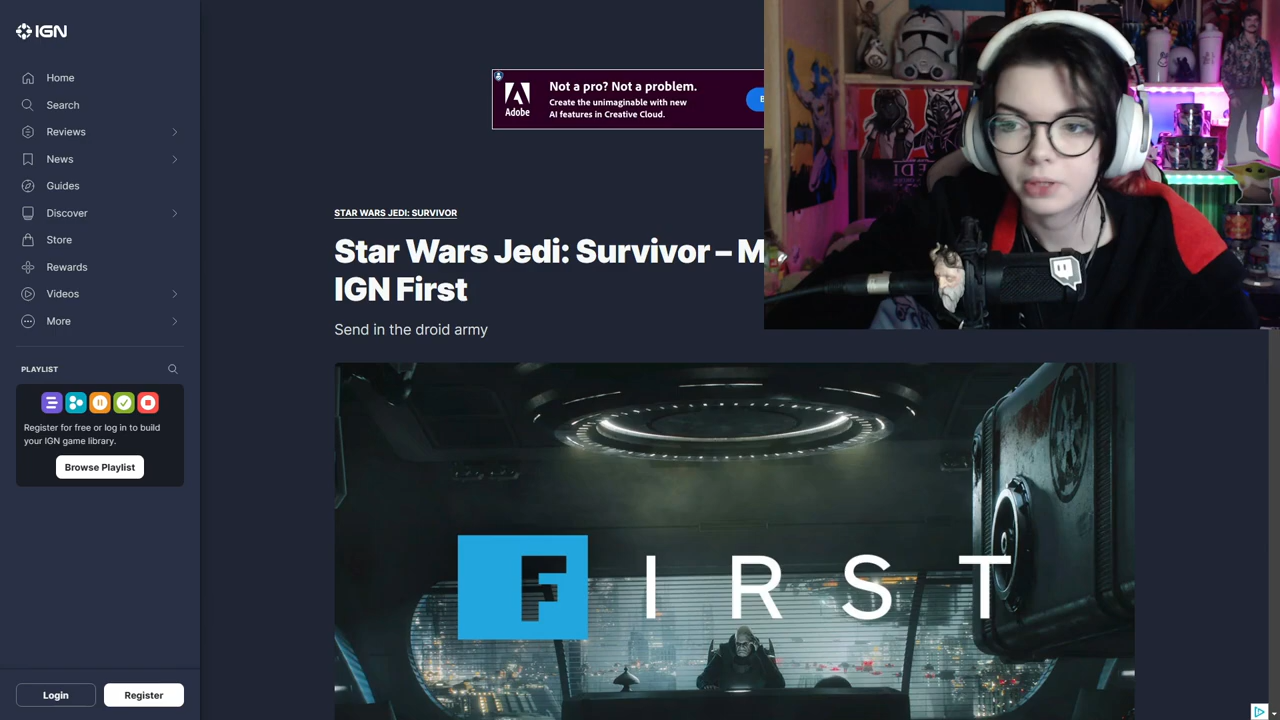 IGN
Home
Search
Reviews
News
Guides
Discover
Store
Rewards
Videos
More
PLAYLIST
Register for free or log in to build
your IGN game library.
Browse Playlist
Login
Register
Adobe
Not a pro? Not a problem.
Create the unimaginable with new
AI features in Creative Cloud.
STAR WARS JEDI: SURVIVOR
Star Wars Jedi: Survivor – M
IGN First
Send in the droid army
FIRST